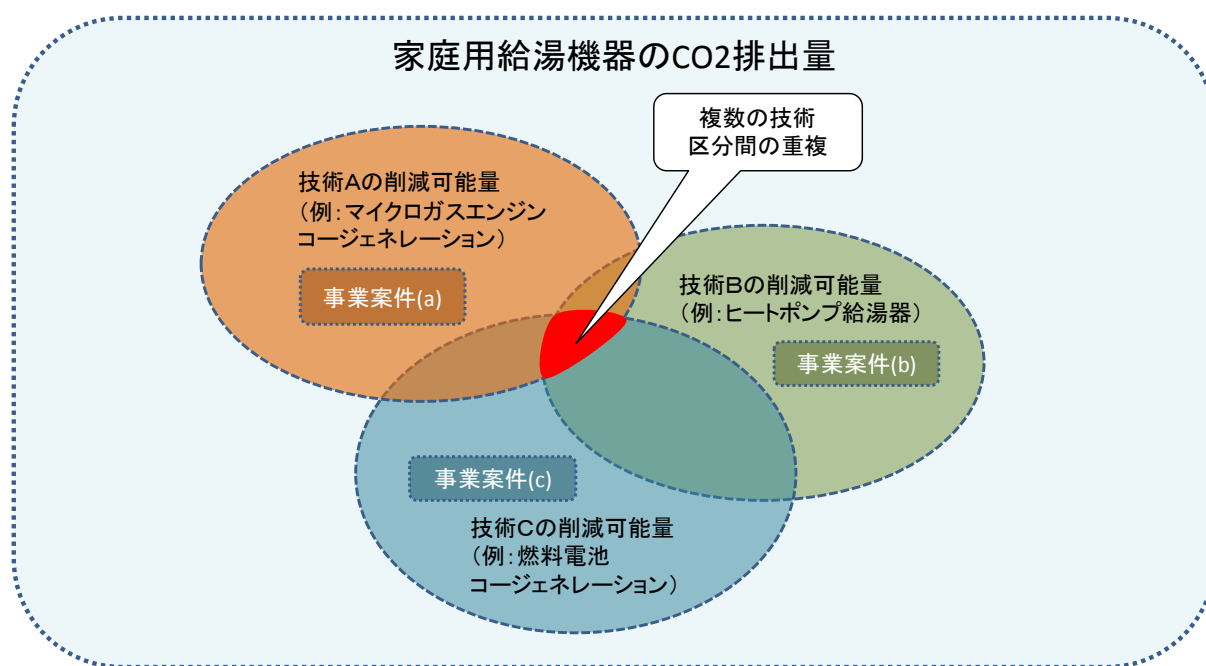 家庭用給湯機器のCO2排出量
複数の技術
区分間の重複
技術Aの削減可能量
（例：マイクロガスエンジン
コージェネレーション）
事業案件(a)
技術Bの削減可能量
（例：ヒートポンプ給湯器）
事業案件(b)
事業案件(c)
技術Cの削減可能量
（例：燃料電池
コージェネレーション）